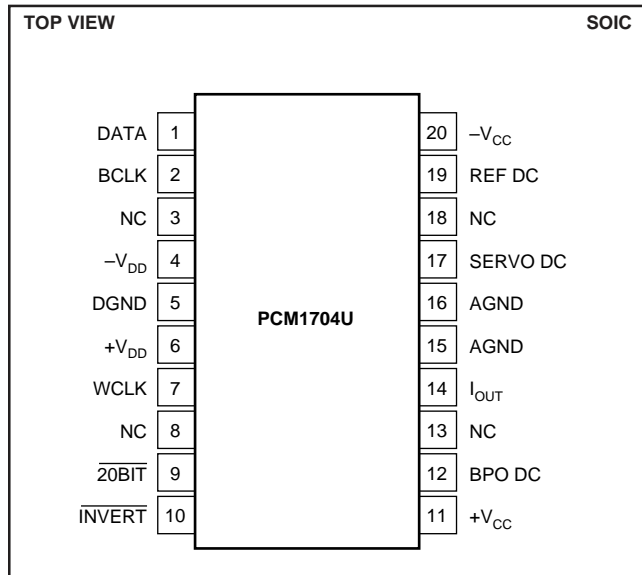 TOP VIEW SOIC
DATA 1 20 –VCC
BCLK 2 19 REF DC
NC 3 18 NC
–VDD 4 17 SERVO DC
DGND 5 16 AGND
PCM1704U
+VDD 6 15 AGND
WCLK 7 14 IOUT
NC 8 13 NC
20BIT 9 12 BPO DC
INVERT 10 11 +VCC